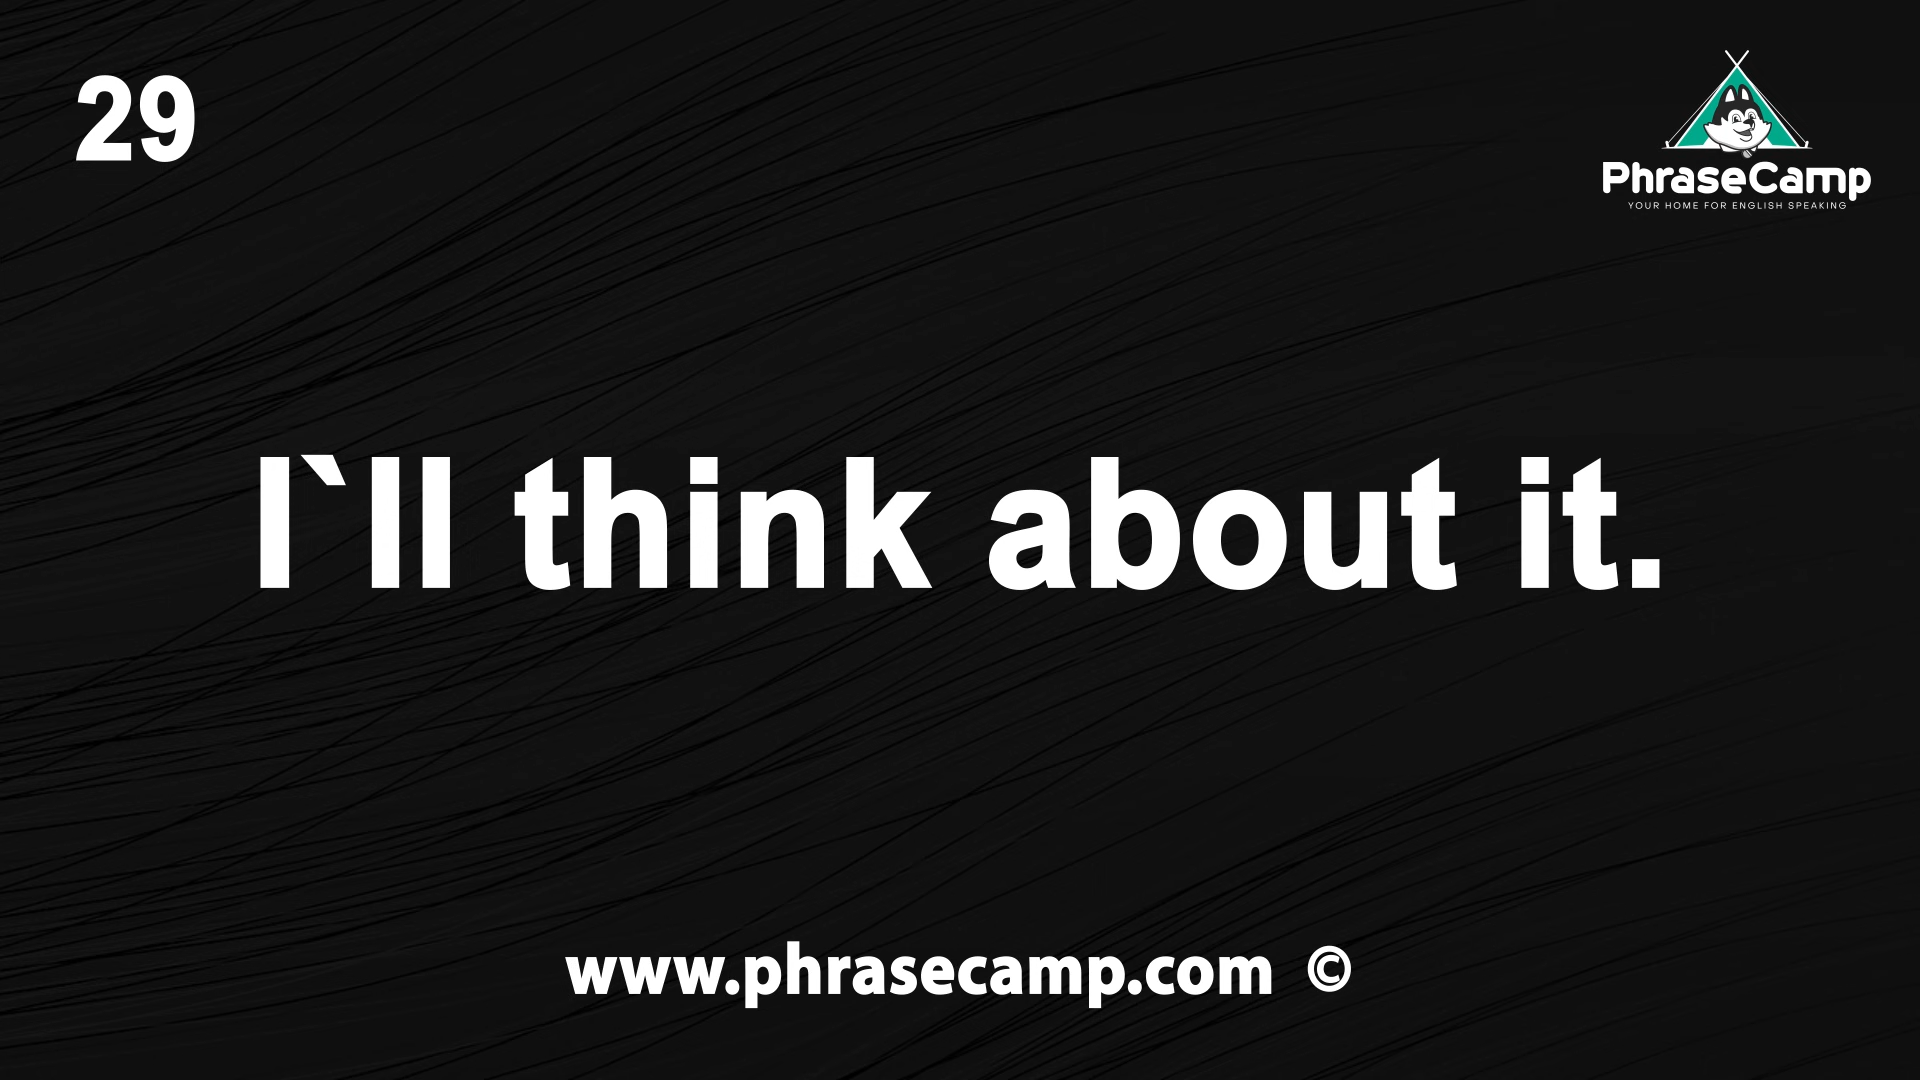 29
PhraseCamp
YOUR HOME FOR ENGLISH SPEAKING
I`ll think about it.
www.phrasecamp.com ©